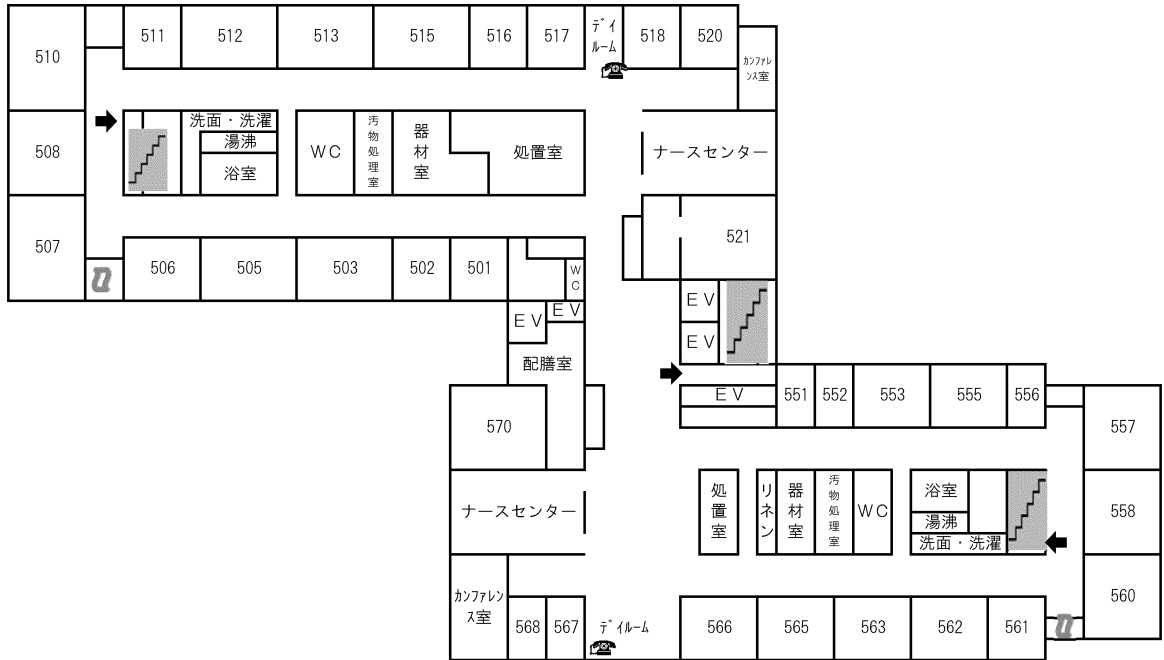 510
511
512
513
515
516
517
ﾃﾞｲ
ﾙｰﾑ
518
520
ｶﾝﾌｧﾚ
ﾝｽ室
508
洗面・洗濯
湯沸
浴室
ＷＣ
汚物処理室
器材室
処置室
ナースセンター
507
506
505
503
502
501
ＷＣ
521
ＥＶ
ＥＶ
ＥＶ
ＥＶ
配膳室
ＥＶ
551
552
553
555
556
557
570
ナースセンター
処置室
リネン
器材室
汚物処理室
ＷＣ
浴室
湯沸
洗面・洗濯
558
ｶﾝﾌｧﾚﾝ
ｽ室
568
567
ﾃﾞｲﾙｰﾑ
566
565
563
562
561
560